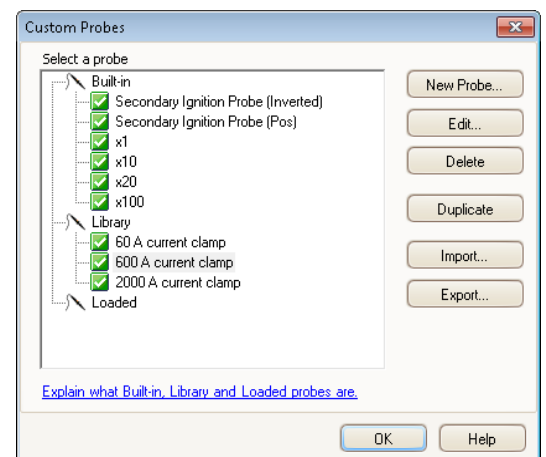 Custom Probes
Select a probe
Built-in
Secondary Ignition Probe (Inverted)
Secondary Ignition Probe (Pos)
x1
x10
x20
x100
Library
60 A current clamp
600 A current clamp
2000 A current clamp
Loaded
New Probe...
Edit...
Delete
Duplicate
Import...
Export...
Explain what Built-in, Library and Loaded probes are.
OK
Help